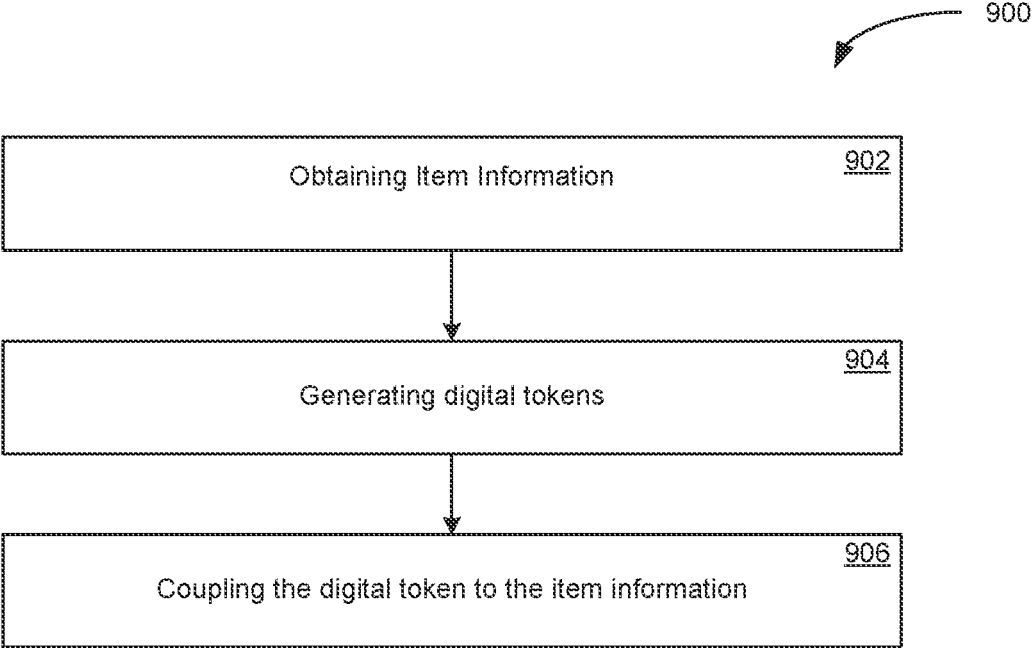 900
902
Obtaining Item Information
904
Generating digital tokens
906
Coupling the digital token to the item information